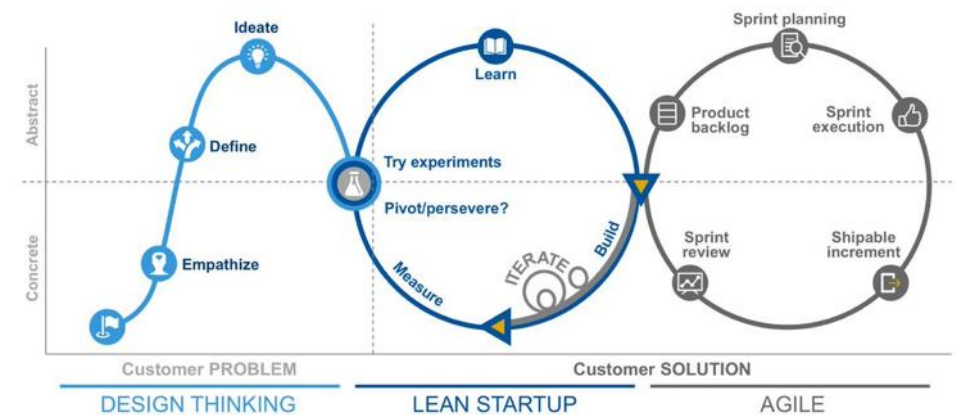 Abstract
Concrete
Ideate
Define
Empathize
Learn
Try experiments
Pivot/persevere?
Measure
ITERATE
Build
Sprint planning
Product
backlog
Sprint
execution
Sprint
review
Shipable
increment
Customer PROBLEM
Customer SOLUTION
DESIGN THINKING
LEAN STARTUP
AGILE